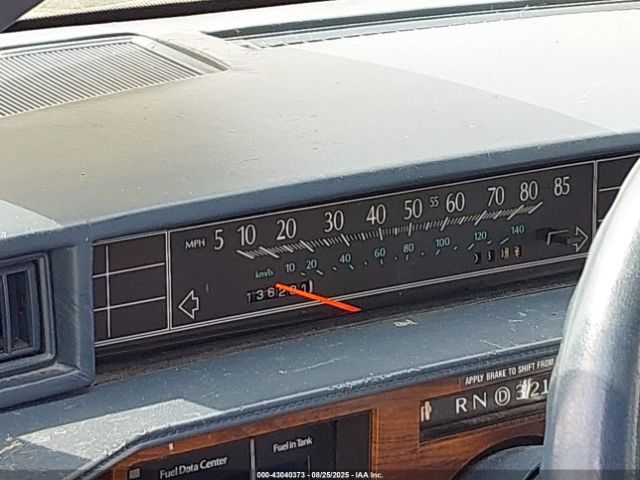 MPH 5 10 20 30 40 50 55 60 70 80 85
km/h 10 20 40 60 80 100 120 140
APPLY BRAKE TO SHIFT FROM
R N D 3 2 1
Fuel Data Center
Fuel in Tank
000-43040373 - 08/25/2025 - IAA Inc.